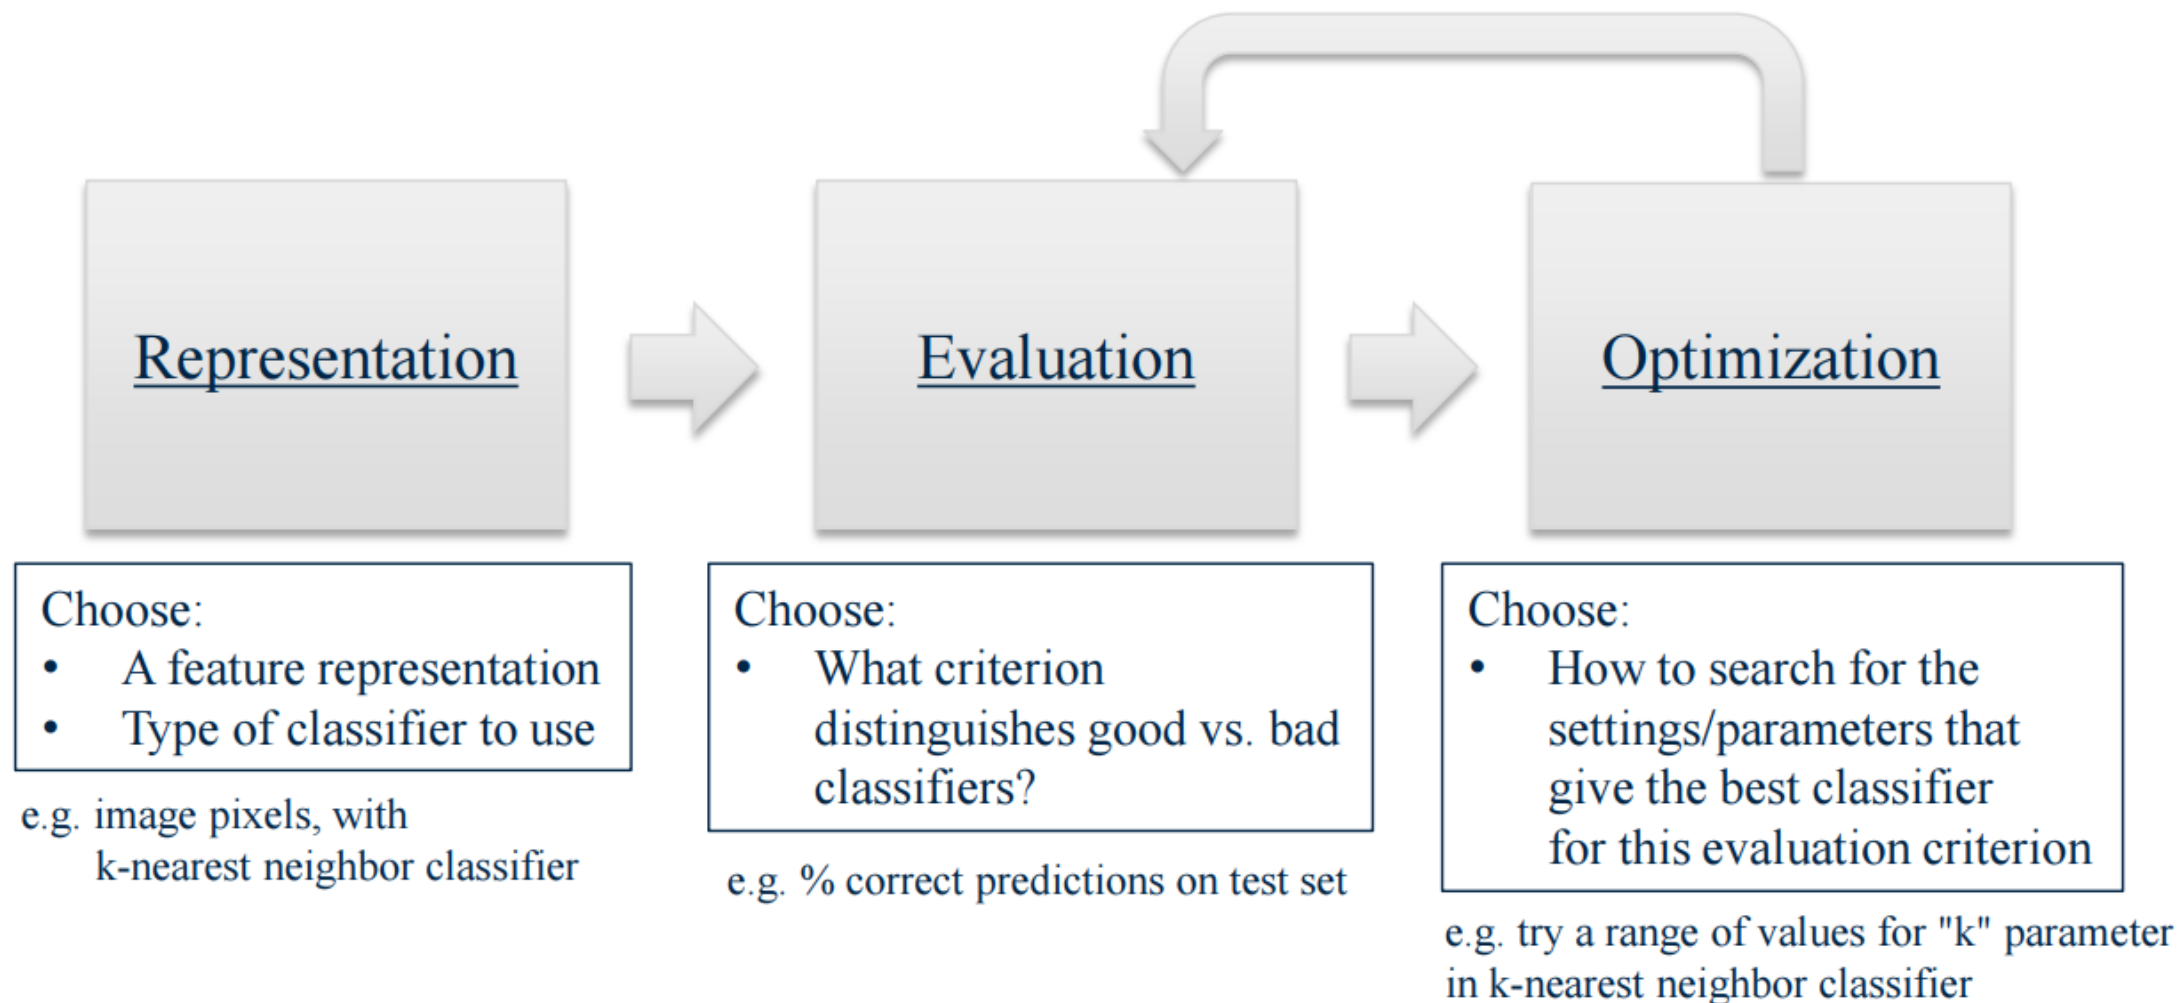 Representation
Evaluation
Optimization
Choose:
• A feature representation
• Type of classifier to use
e.g. image pixels, with
k-nearest neighbor classifier
Choose:
• What criterion
distinguishes good vs. bad
classifiers?
e.g. % correct predictions on test set
Choose:
• How to search for the
settings/parameters that
give the best classifier
for this evaluation criterion
e.g. try a range of values for "k" parameter
in k-nearest neighbor classifier